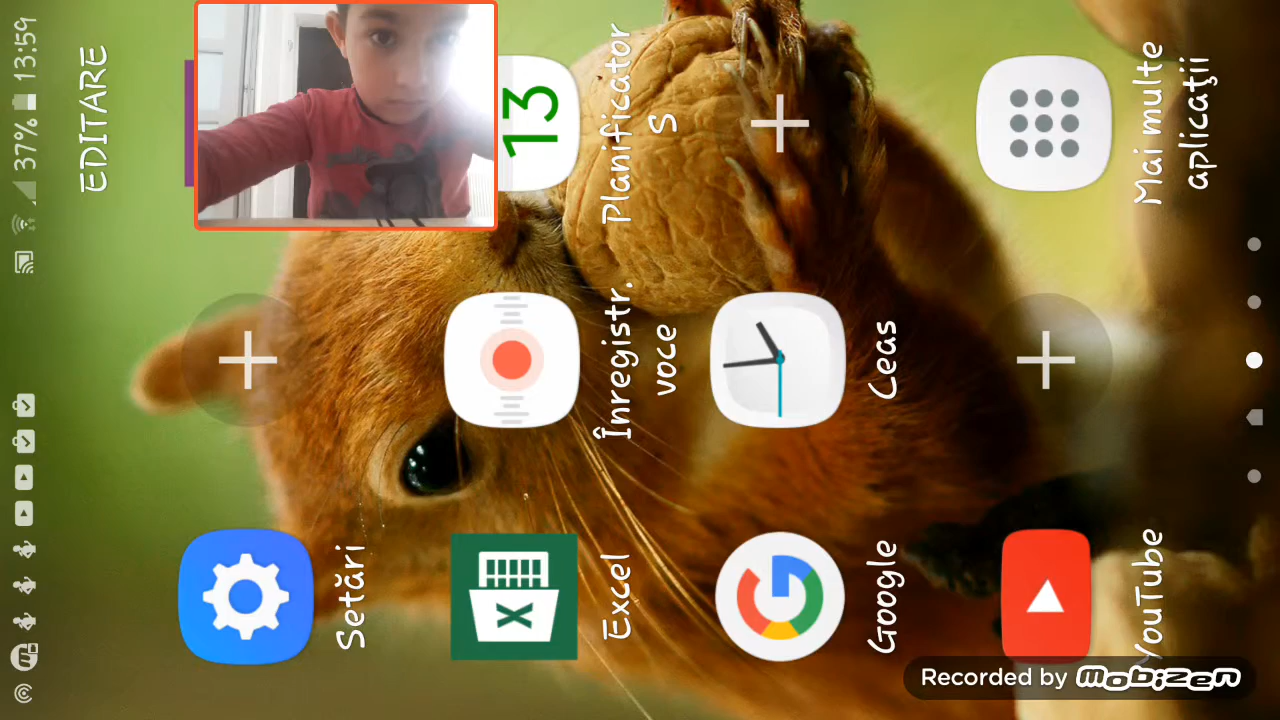 37% 13:59
EDITARE
13
Setări
Excel
Google
YouTube
Înregistr.
voce
Ceas
Planificator
S
Mai multe
aplicații
Recorded by mobizen